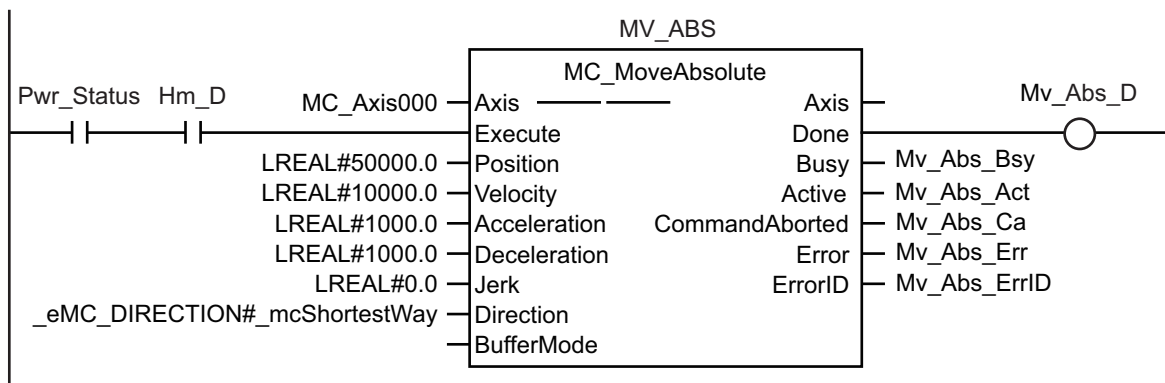 MV_ABS
MC_MoveAbsolute
Pwr_Status Hm_D MC_Axis000 Axis Axis Mv_Abs_D
Execute Done
LREAL#50000.0 Position Busy Mv_Abs_Bsy
LREAL#10000.0 Velocity Active Mv_Abs_Act
LREAL#1000.0 Acceleration CommandAborted Mv_Abs_Ca
LREAL#1000.0 Deceleration Error Mv_Abs_Err
LREAL#0.0 Jerk ErrorID Mv_Abs_ErrID
_eMC_DIRECTION#_mcShortestWay Direction
BufferMode